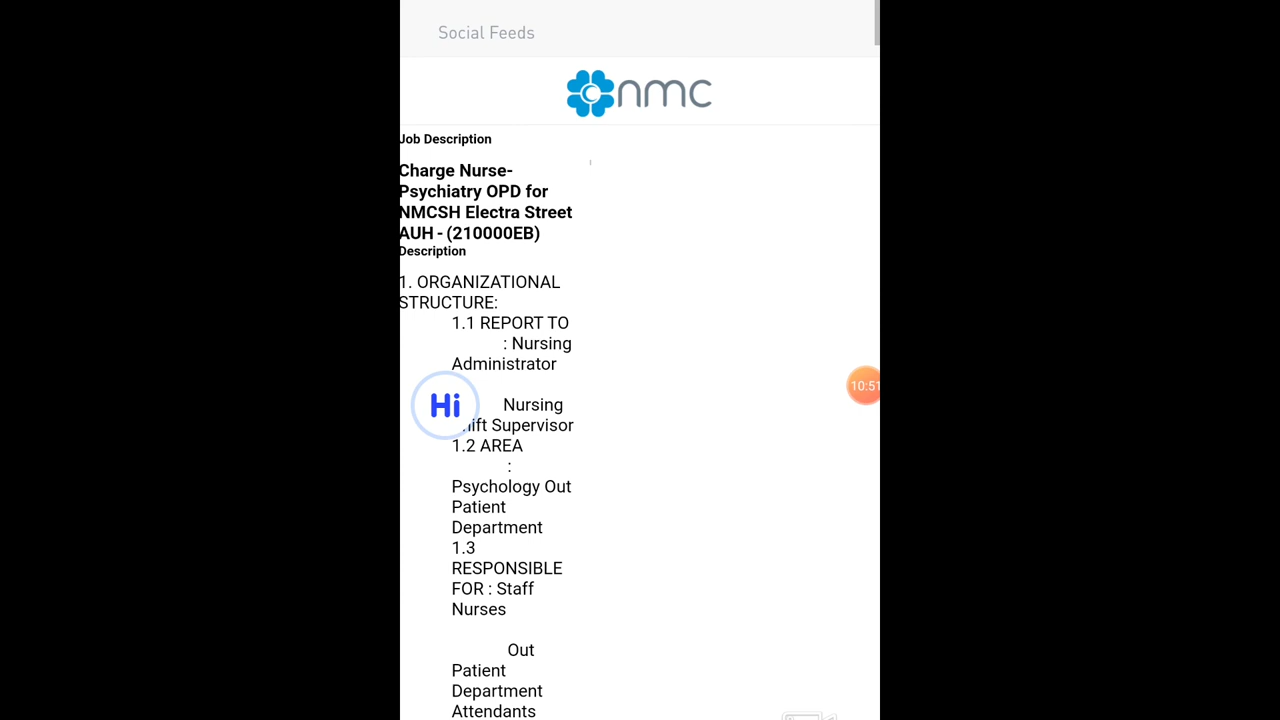 Social Feeds
nmc
Job Description
Charge Nurse-
Psychiatry OPD for
NMCSH Electra Street
AUH - (210000EB)
Description
1. ORGANIZATIONAL
STRUCTURE:
1.1 REPORT TO
: Nursing
Administrator
Hi
Nursing
Supervisor
1.2 AREA
:
Psychology Out
Patient
Department
1.3
RESPONSIBLE
FOR : Staff
Nurses
Out
Patient
Department
Attendants
10:51